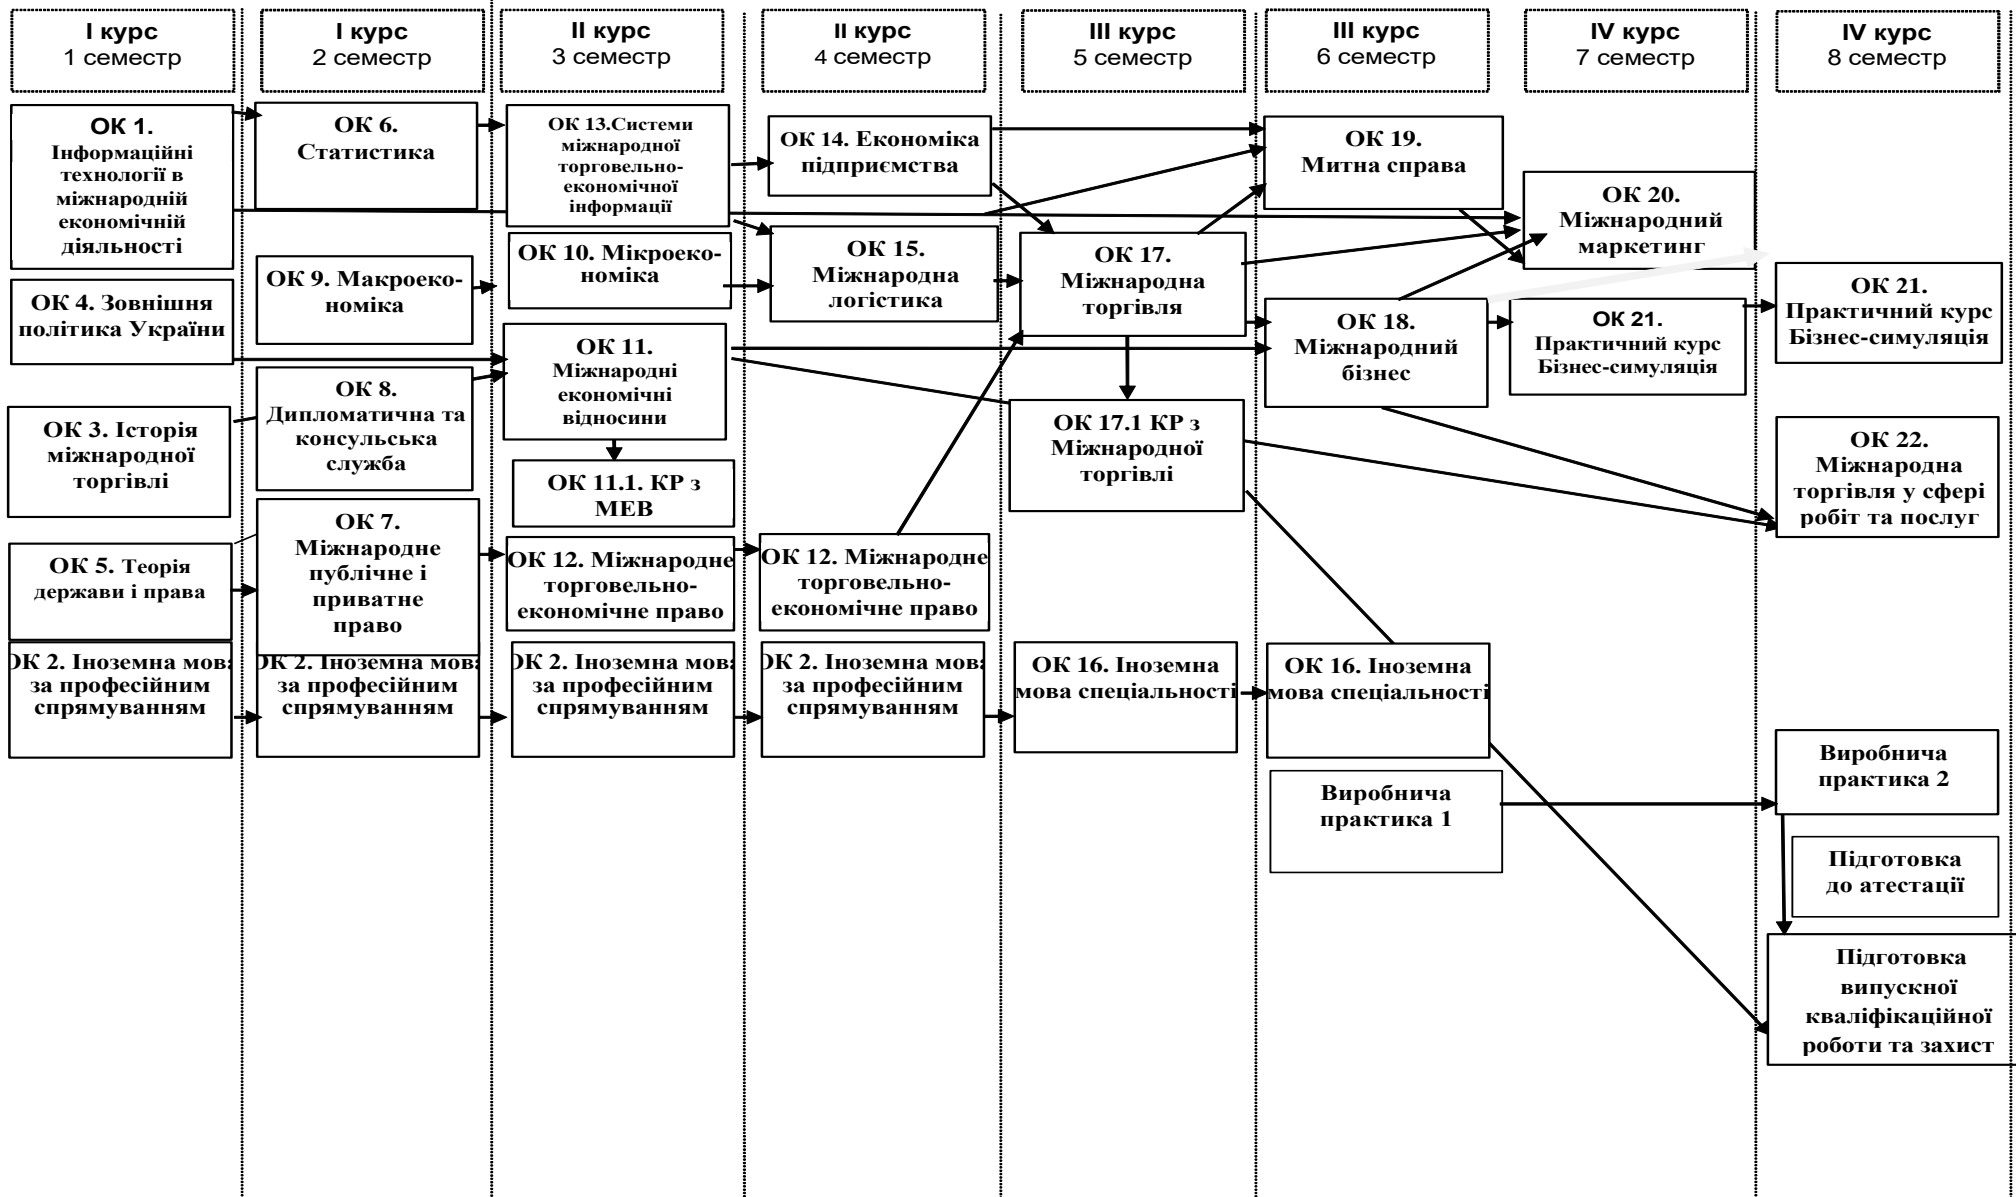 І курс
1 семестр
І курс
2 семестр
ІІ курс
3 семестр
ІІ курс
4 семестр
ІІІ курс
5 семестр
ІІІ курс
6 семестр
ІV курс
7 семестр
ІV курс
8 семестр
ОК 1.
Інформаційні
технології в
міжнародній
економічній
діяльності
ОК 4. Зовнішня
політика України
ОК 3. Історія
міжнародної
торгівлі
ОК 5. Теорія
держави і права
ОК 2. Іноземна мова
за професійним
спрямуванням
ОК 6.
Статистика
ОК 9. Макроеко-
номіка
ОК 8.
Дипломатична та
консульська
служба
ОК 7.
Міжнародне
публічне і
приватне
право
ОК 2. Іноземна мова
за професійним
спрямуванням
ОК 13.Системи
міжнародної
торговельно-
економічної
інформації
ОК 10. Мікроеко-
номіка
ОК 11.
Міжнародні
економічні
відносини
ОК 11.1. КР з
МЕВ
ОК 12. Міжнародне
торговельно-
економічне право
ОК 2. Іноземна мова
за професійним
спрямуванням
ОК 14. Економіка
підприємства
ОК 15.
Міжнародна
логістика
ОК 12. Міжнародне
торговельно-
економічне право
ОК 2. Іноземна мова
за професійним
спрямуванням
ОК 17.
Міжнародна
торгівля
ОК 17.1 КР з
Міжнародної
торгівлі
ОК 16. Іноземна
мова спеціальності
ОК 19.
Митна справа
ОК 18.
Міжнародний
бізнес
ОК 16. Іноземна
мова спеціальності
Виробнича
практика 1
ОК 20.
Міжнародний
маркетинг
ОК 21.
Практичний курс
Бізнес-симуляція
ОК 21.
Практичний курс
Бізнес-симуляція
ОК 22.
Міжнародна
торгівля у сфері
робіт та послуг
Виробнича
практика 2
Підготовка
до атестації
Підготовка
випускної
кваліфікаційної
роботи та захист